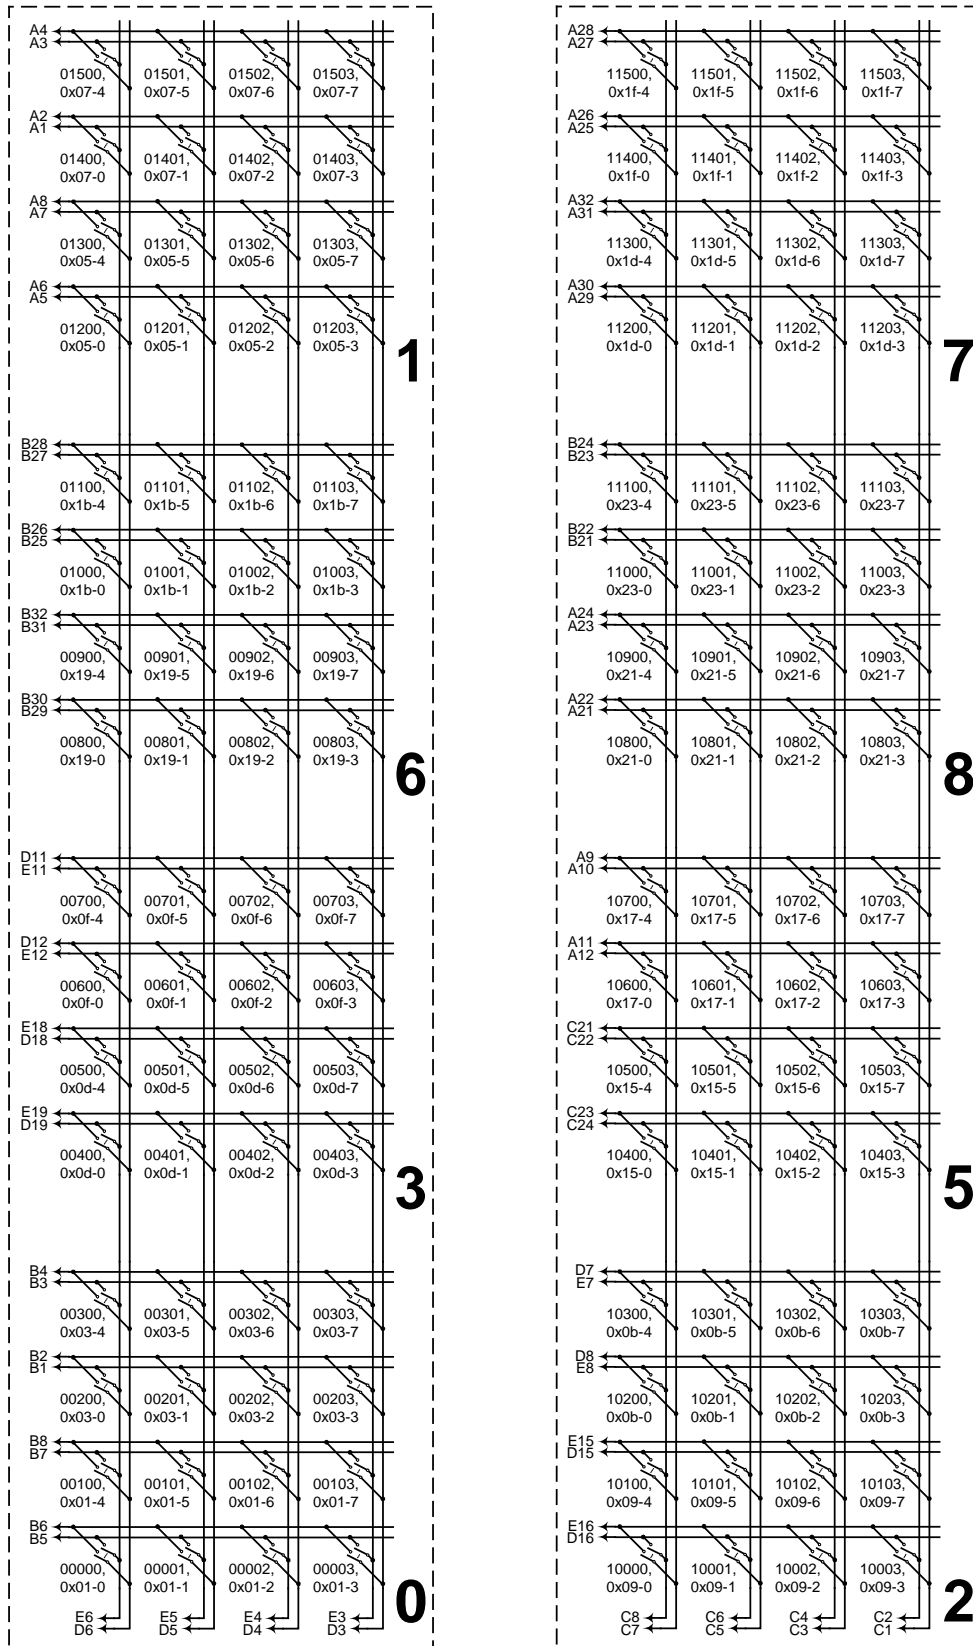 A4 A28
A3 A27
01500, 01501, 01502, 01503, 11500, 11501, 11502, 11503,
0x07-4 0x07-5 0x07-6 0x07-7 0x1f-4 0x1f-5 0x1f-6 0x1f-7
A2 A26
A1 A25
01400, 01401, 01402, 01403, 11400, 11401, 11402, 11403,
0x07-0 0x07-1 0x07-2 0x07-3 0x1f-0 0x1f-1 0x1f-2 0x1f-3
A8 A32
A7 A31
01300, 01301, 01302, 01303, 11300, 11301, 11302, 11303,
0x05-4 0x05-5 0x05-6 0x05-7 0x1d-4 0x1d-5 0x1d-6 0x1d-7
A6 A30
A5 A29
01200, 01201, 01202, 01203, 11200, 11201, 11202, 11203,
0x05-0 0x05-1 0x05-2 0x05-3 0x1d-0 0x1d-1 0x1d-2 0x1d-3
1 7
B28 B24
B27 B23
01100, 01101, 01102, 01103, 11100, 11101, 11102, 11103,
0x1b-4 0x1b-5 0x1b-6 0x1b-7 0x23-4 0x23-5 0x23-6 0x23-7
B26 B22
B25 B21
01000, 01001, 01002, 01003, 11000, 11001, 11002, 11003,
0x1b-0 0x1b-1 0x1b-2 0x1b-3 0x23-0 0x23-1 0x23-2 0x23-3
B32 A24
B31 A23
00900, 00901, 00902, 00903, 10900, 10901, 10902, 10903,
0x19-4 0x19-5 0x19-6 0x19-7 0x21-4 0x21-5 0x21-6 0x21-7
B30 A22
B29 A21
00800, 00801, 00802, 00803, 10800, 10801, 10802, 10803,
0x19-0 0x19-1 0x19-2 0x19-3 0x21-0 0x21-1 0x21-2 0x21-3
6 8
D11 A9
E11 A10
00700, 00701, 00702, 00703, 10700, 10701, 10702, 10703,
0x0f-4 0x0f-5 0x0f-6 0x0f-7 0x17-4 0x17-5 0x17-6 0x17-7
D12 A11
E12 A12
00600, 00601, 00602, 00603, 10600, 10601, 10602, 10603,
0x0f-0 0x0f-1 0x0f-2 0x0f-3 0x17-0 0x17-1 0x17-2 0x17-3
E18 C21
D18 C22
00500, 00501, 00502, 00503, 10500, 10501, 10502, 10503,
0x0d-4 0x0d-5 0x0d-6 0x0d-7 0x15-4 0x15-5 0x15-6 0x15-7
E19 C23
D19 C24
00400, 00401, 00402, 00403, 10400, 10401, 10402, 10403,
0x0d-0 0x0d-1 0x0d-2 0x0d-3 0x15-0 0x15-1 0x15-2 0x15-3
3 5
B4 D7
B3 E7
00300, 00301, 00302, 00303, 10300, 10301, 10302, 10303,
0x03-4 0x03-5 0x03-6 0x03-7 0x0b-4 0x0b-5 0x0b-6 0x0b-7
B2 D8
B1 E8
00200, 00201, 00202, 00203, 10200, 10201, 10202, 10203,
0x03-0 0x03-1 0x03-2 0x03-3 0x0b-0 0x0b-1 0x0b-2 0x0b-3
B8 E15
B7 D15
00100, 00101, 00102, 00103, 10100, 10101, 10102, 10103,
0x01-4 0x01-5 0x01-6 0x01-7 0x09-4 0x09-5 0x09-6 0x09-7
B6 E16
B5 D16
00000, 00001, 00002, 00003, 10000, 10001, 10002, 10003,
0x01-0 0x01-1 0x01-2 0x01-3 0x09-0 0x09-1 0x09-2 0x09-3
0 2
E6 E5 E4 E3 C8 C6 C4 C2
D6 D5 D4 D3 C7 C5 C3 C1